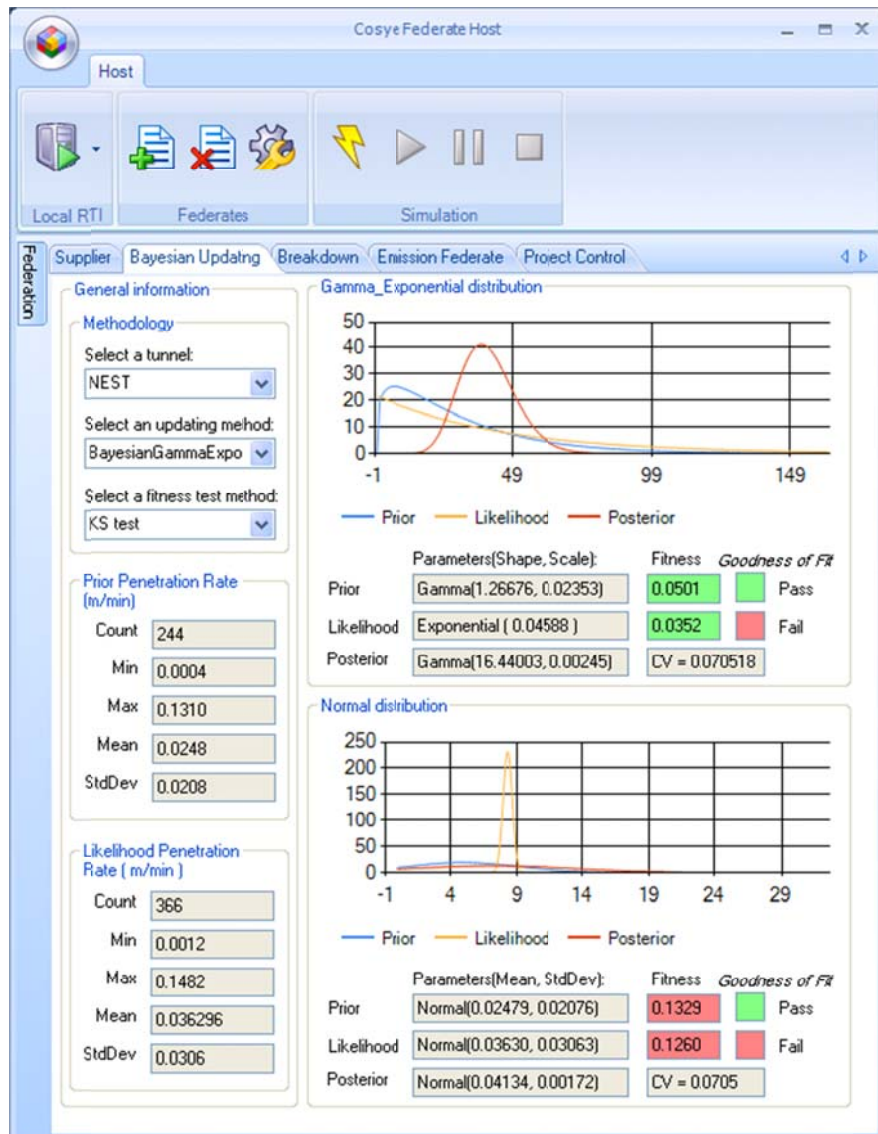 Cosye Federate Host
Host
Local RTI
Federates
Simulation
Federation
Supplier
Bayesian Updatng
Breakdown
Emission Federate
Project Control
General information
Methodology
Select a tunnel:
NEST
Select an updating mehod:
BayesianGammaExpo
Select a fitness test method:
KS test
Prior Penetration Rate
(m/min)
Count 244
Min 0.0004
Max 0.1310
Mean 0.0248
StdDev 0.0208
Likelihood Penetration
Rate ( m/min )
Count 366
Min 0.0012
Max 0.1482
Mean 0.036296
StdDev 0.0306
Gamma_Exponential distribution
50
40
30
20
10
0
-1 49 99 149
Prior Likelihood Posterior
Parameters(Shape, Scale): Fitness Goodness of Fit
Prior Gamma(1.26676, 0.02353) 0.0501 Pass
Likelihood Exponential ( 0.04588 ) 0.0352 Fail
Posterior Gamma(16.44003, 0.00245) CV = 0.070518
Normal distribution
250
200
150
100
50
0
-1 4 9 14 19 24 29
Prior Likelihood Posterior
Parameters(Mean, StdDev): Fitness Goodness of Fit
Prior Normal(0.02479, 0.02076) 0.1329 Pass
Likelihood Normal(0.03630, 0.03063) 0.1260 Fail
Posterior Normal(0.04134, 0.00172) CV = 0.0705